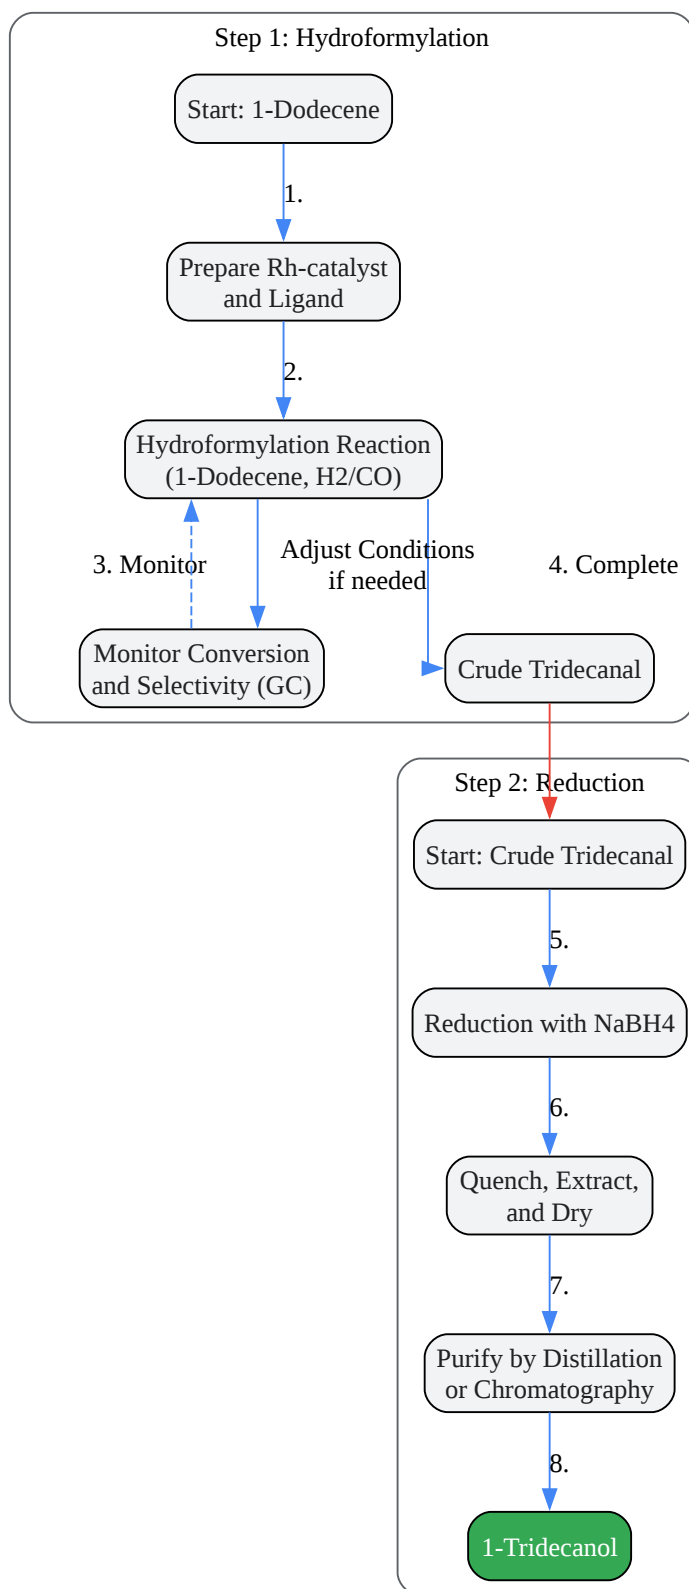 Step 1: Hydroformylation
Start: 1-Dodecene
1.
Prepare Rh-catalyst
and Ligand
2.
Hydroformylation Reaction
(1-Dodecene, H2/CO)
3. Monitor
Adjust Conditions
if needed
4. Complete
Monitor Conversion
and Selectivity (GC)
Crude Tridecanal
Step 2: Reduction
Start: Crude Tridecanal
5.
Reduction with NaBH4
6.
Quench, Extract,
and Dry
7.
Purify by Distillation
or Chromatography
8.
1-Tridecanol